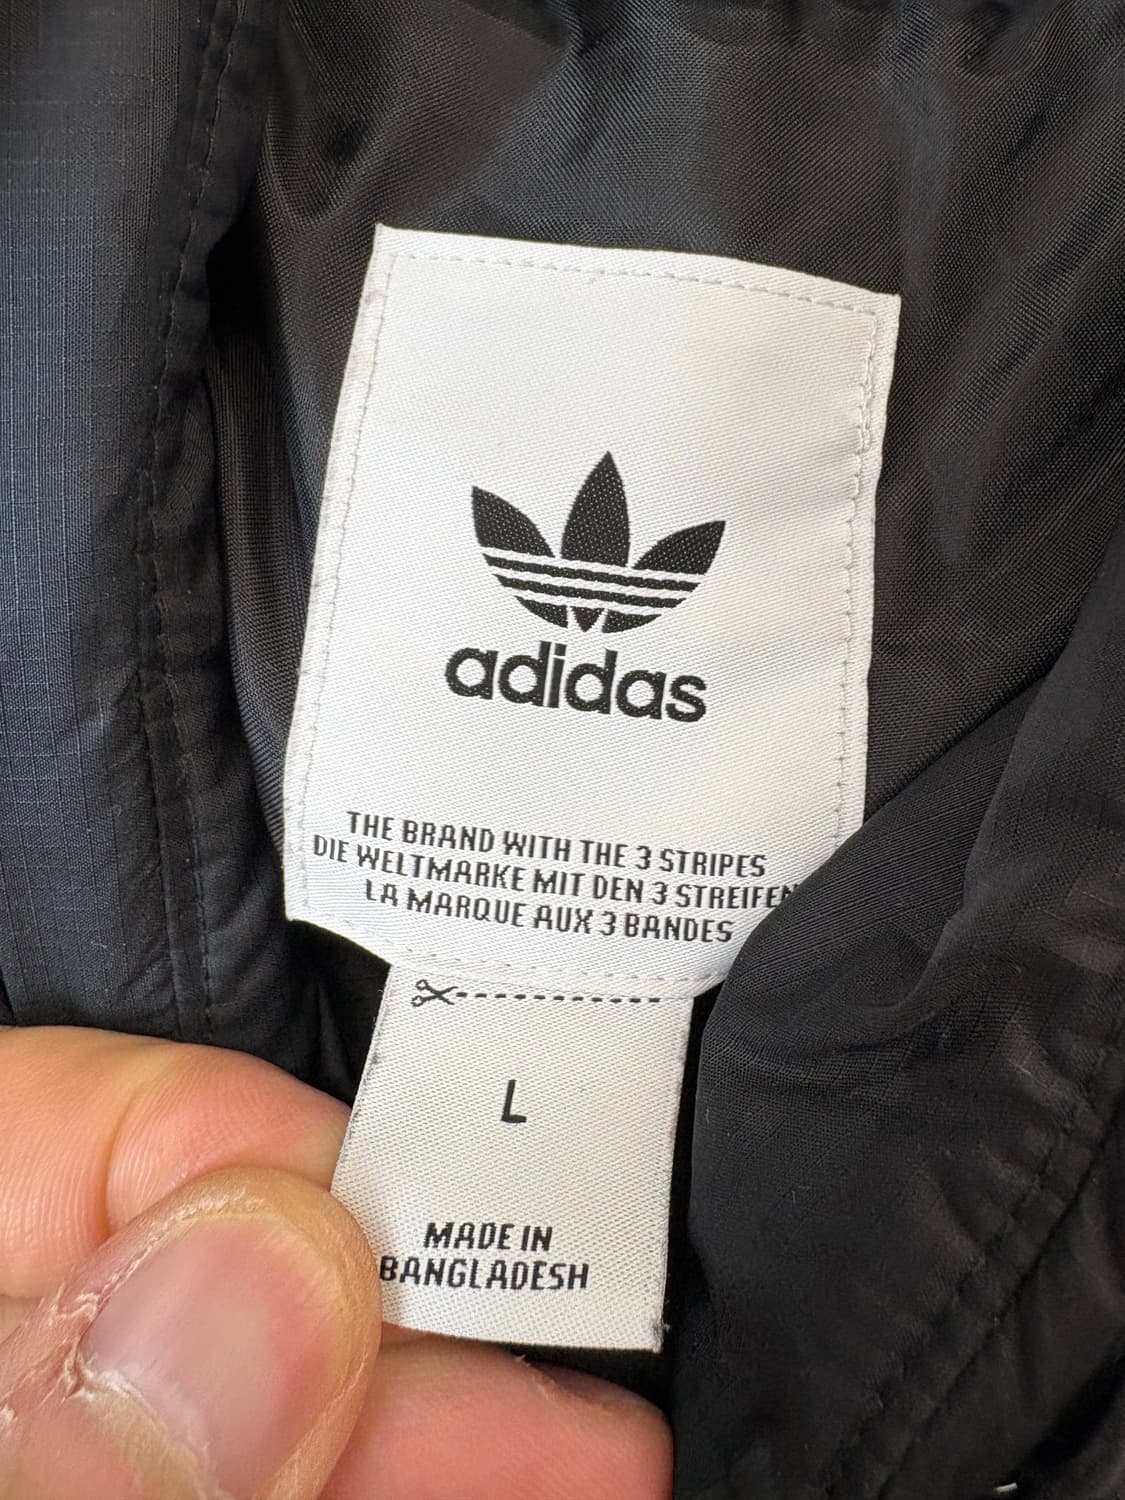 adidas
THE BRAND WITH THE 3 STRIPES
DIE WELTMARKE MIT DEN 3 STREIFEN
LA MARQUE AUX 3 BANDES
L
MADE IN
BANGLADESH